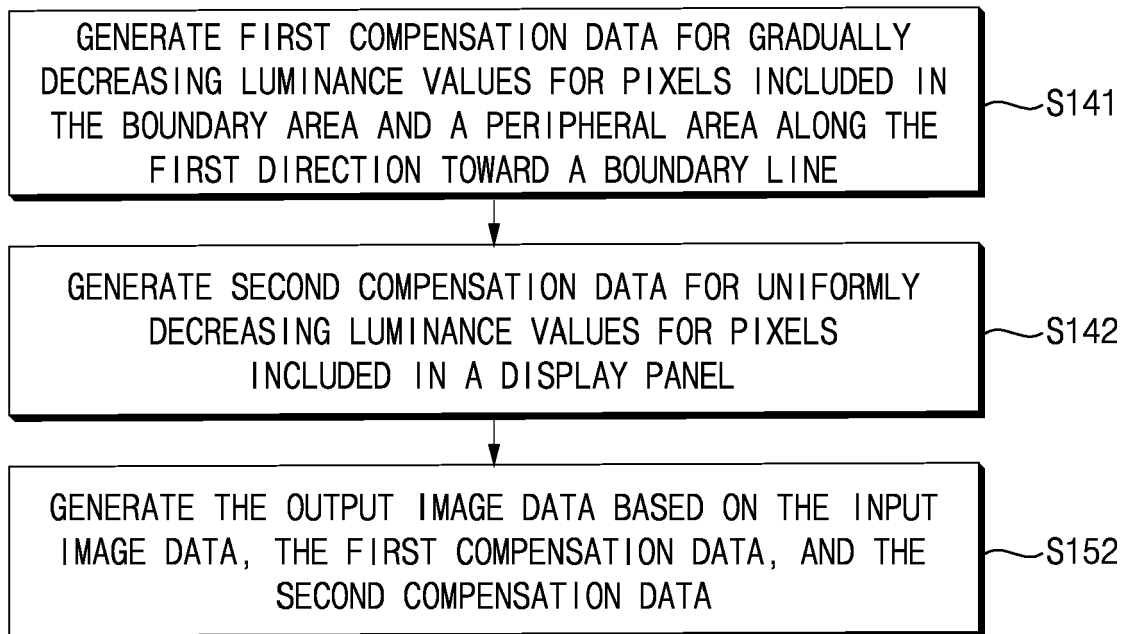 GENERATE FIRST COMPENSATION DATA FOR GRADUALLY
DECREASING LUMINANCE VALUES FOR PIXELS INCLUDED IN
THE BOUNDARY AREA AND A PERIPHERAL AREA ALONG THE
FIRST DIRECTION TOWARD A BOUNDARY LINE
S141
GENERATE SECOND COMPENSATION DATA FOR UNIFORMLY
DECREASING LUMINANCE VALUES FOR PIXELS
INCLUDED IN A DISPLAY PANEL
S142
GENERATE THE OUTPUT IMAGE DATA BASED ON THE INPUT
IMAGE DATA, THE FIRST COMPENSATION DATA, AND THE
SECOND COMPENSATION DATA
S152